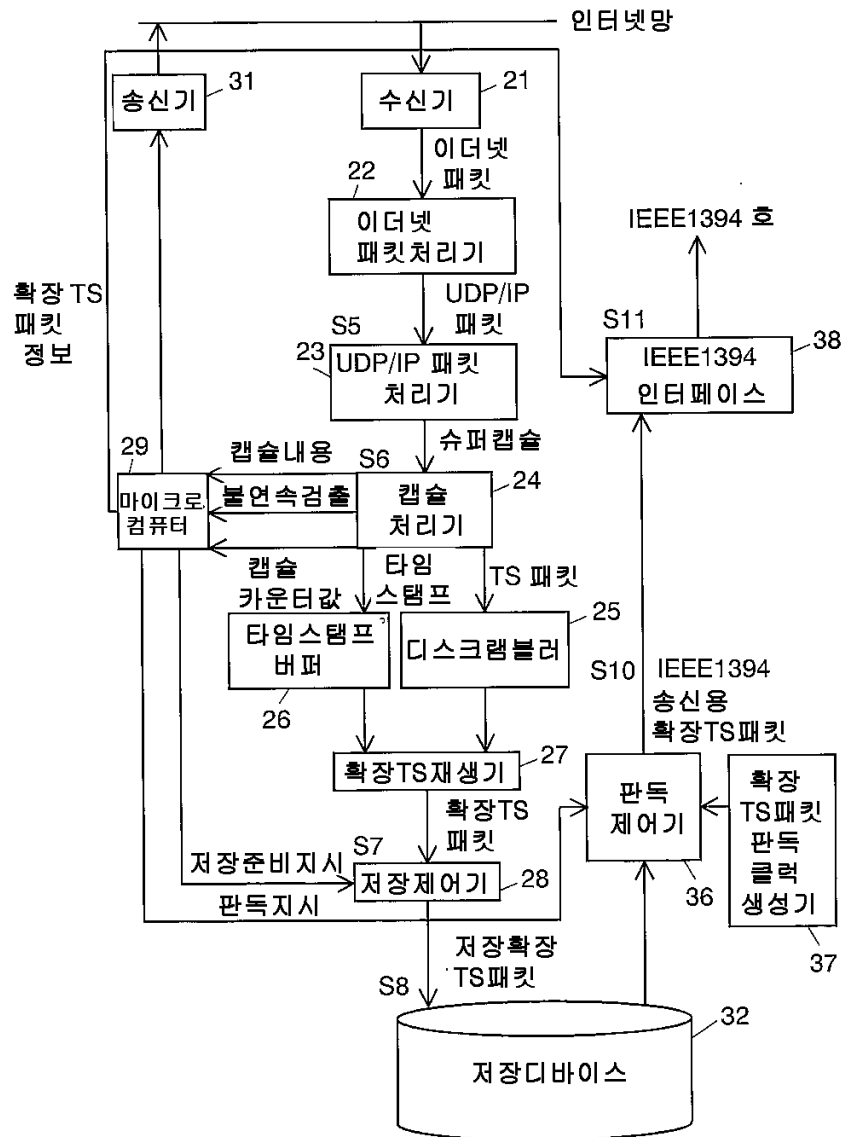 인터넷망
31
송신기
21
수신기
이더넷
패킷
22
이더넷
패킷처리기
IEEE1394 호
확장 TS
패킷
정보
UDP/IP
패킷
S5
23
UDP/IP 패킷
처리기
S11
38
IEEE1394
인터페이스
슈퍼캡슐
29
마이크로
컴퓨터
캡슐내용
S6
불연속검출
24
캡슐
처리기
캡슐
카운터값
타임
스탬프
TS 패킷
타임스탬프
버퍼
26
25
디스크램블러
S10
IEEE1394
송신용
확장TS패킷
27
확장TS재생기
확장TS
패킷
판독
제어기
36
확장
TS패킷
판독
클럭
생성기
37
S7
저장준비지시
저장제어기
28
판독지시
저장확장
TS패킷
S8
32
저장디바이스